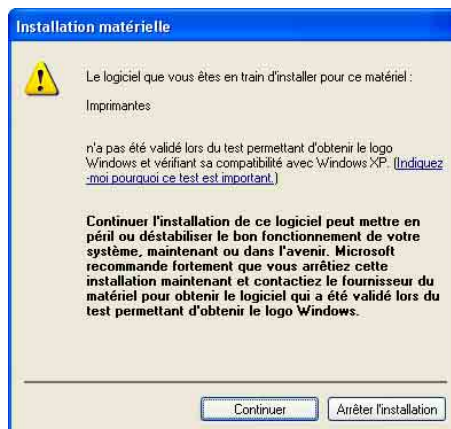 Installation matérielle
Le logiciel que vous êtes en train d'installer pour ce matériel :
Imprimantes
n'a pas été validé lors du test permettant d'obtenir le logo
Windows et vérifiant sa compatibilité avec Windows XP. (Indiquez
-moi pourquoi ce test est important.)
Continuer l'installation de ce logiciel peut mettre en
péril ou déstabiliser le bon fonctionnement de votre
système, maintenant ou dans l'avenir. Microsoft
recommande fortement que vous arrêtiez cette
installation maintenant et contactiez le fournisseur du
matériel pour obtenir le logiciel qui a été validé lors du
test permettant d'obtenir le logo Windows.
Continuer
Arrêter l'installation